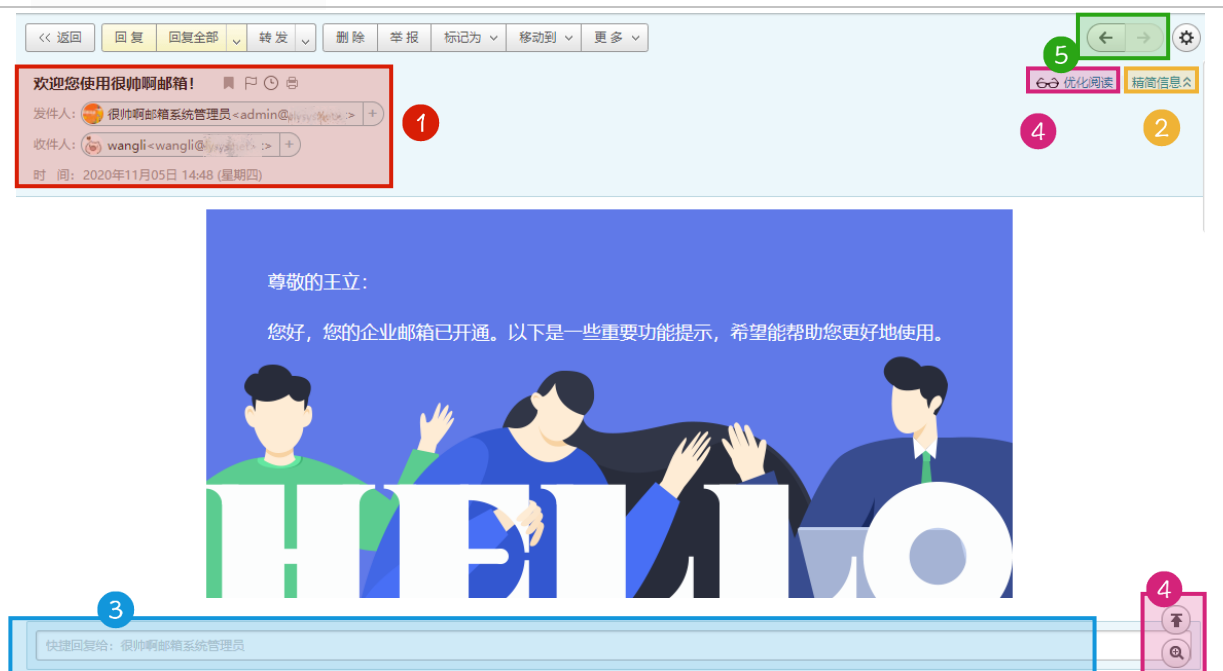 << 返回 回复 回复全部 转发 删除 举报 标记为 移动到 更多
5
欢迎您使用很帅啊邮箱！
4 优化阅读 精简信息
发件人： 很帅啊邮箱系统管理员<admin@ > +
1
4 2
收件人： wangli<wangli@ > +
时 间： 2020年11月05日 14:48 (星期四)
尊敬的王立：
您好，您的企业邮箱已开通。以下是一些重要功能提示，希望能帮助您更好地使用。
HELLO
3
4
快捷回复给：很帅啊邮箱系统管理员